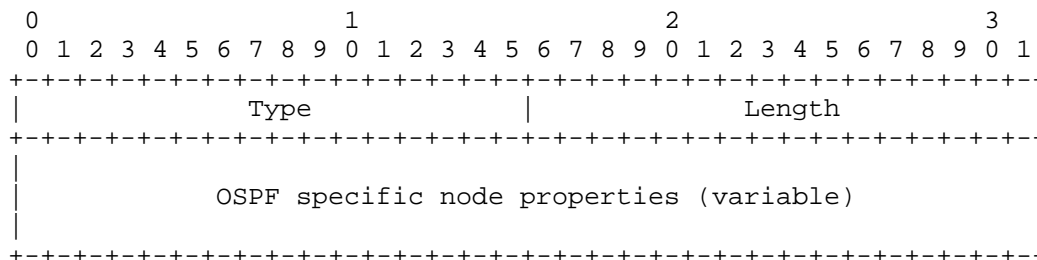 0                   1                   2                   3
 0 1 2 3 4 5 6 7 8 9 0 1 2 3 4 5 6 7 8 9 0 1 2 3 4 5 6 7 8 9 0 1
+-+-+-+-+-+-+-+-+-+-+-+-+-+-+-+-+-+-+-+-+-+-+-+-+-+-+-+-+-+-+-+--
|              Type             |             Length
+-+-+-+-+-+-+-+-+-+-+-+-+-+-+-+-+-+-+-+-+-+-+-+-+-+-+-+-+-+-+-+--
|
|            OSPF specific node properties (variable)
|
+-+-+-+-+-+-+-+-+-+-+-+-+-+-+-+-+-+-+-+-+-+-+-+-+-+-+-+-+-+-+-+--